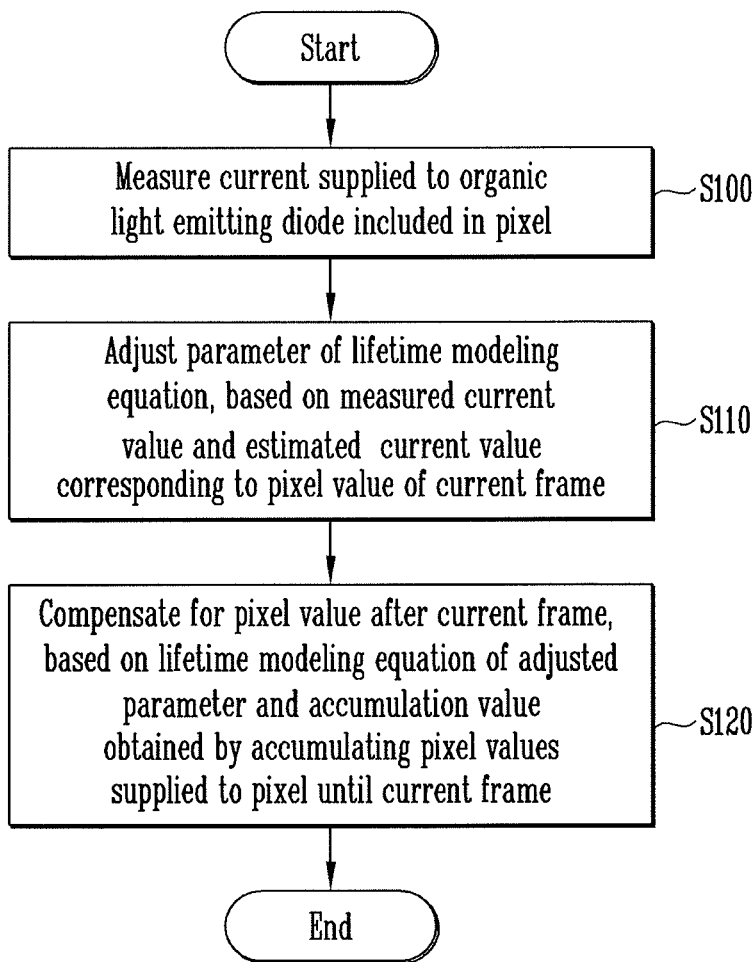 Start
Measure current supplied to organic
light emitting diode included in pixel
S100
Adjust parameter of lifetime modeling
equation, based on measured current
value and estimated current value
corresponding to pixel value of current frame
S110
Compensate for pixel value after current frame,
based on lifetime modeling equation of adjusted
parameter and accumulation value
obtained by accumulating pixel values
supplied to pixel until current frame
S120
End